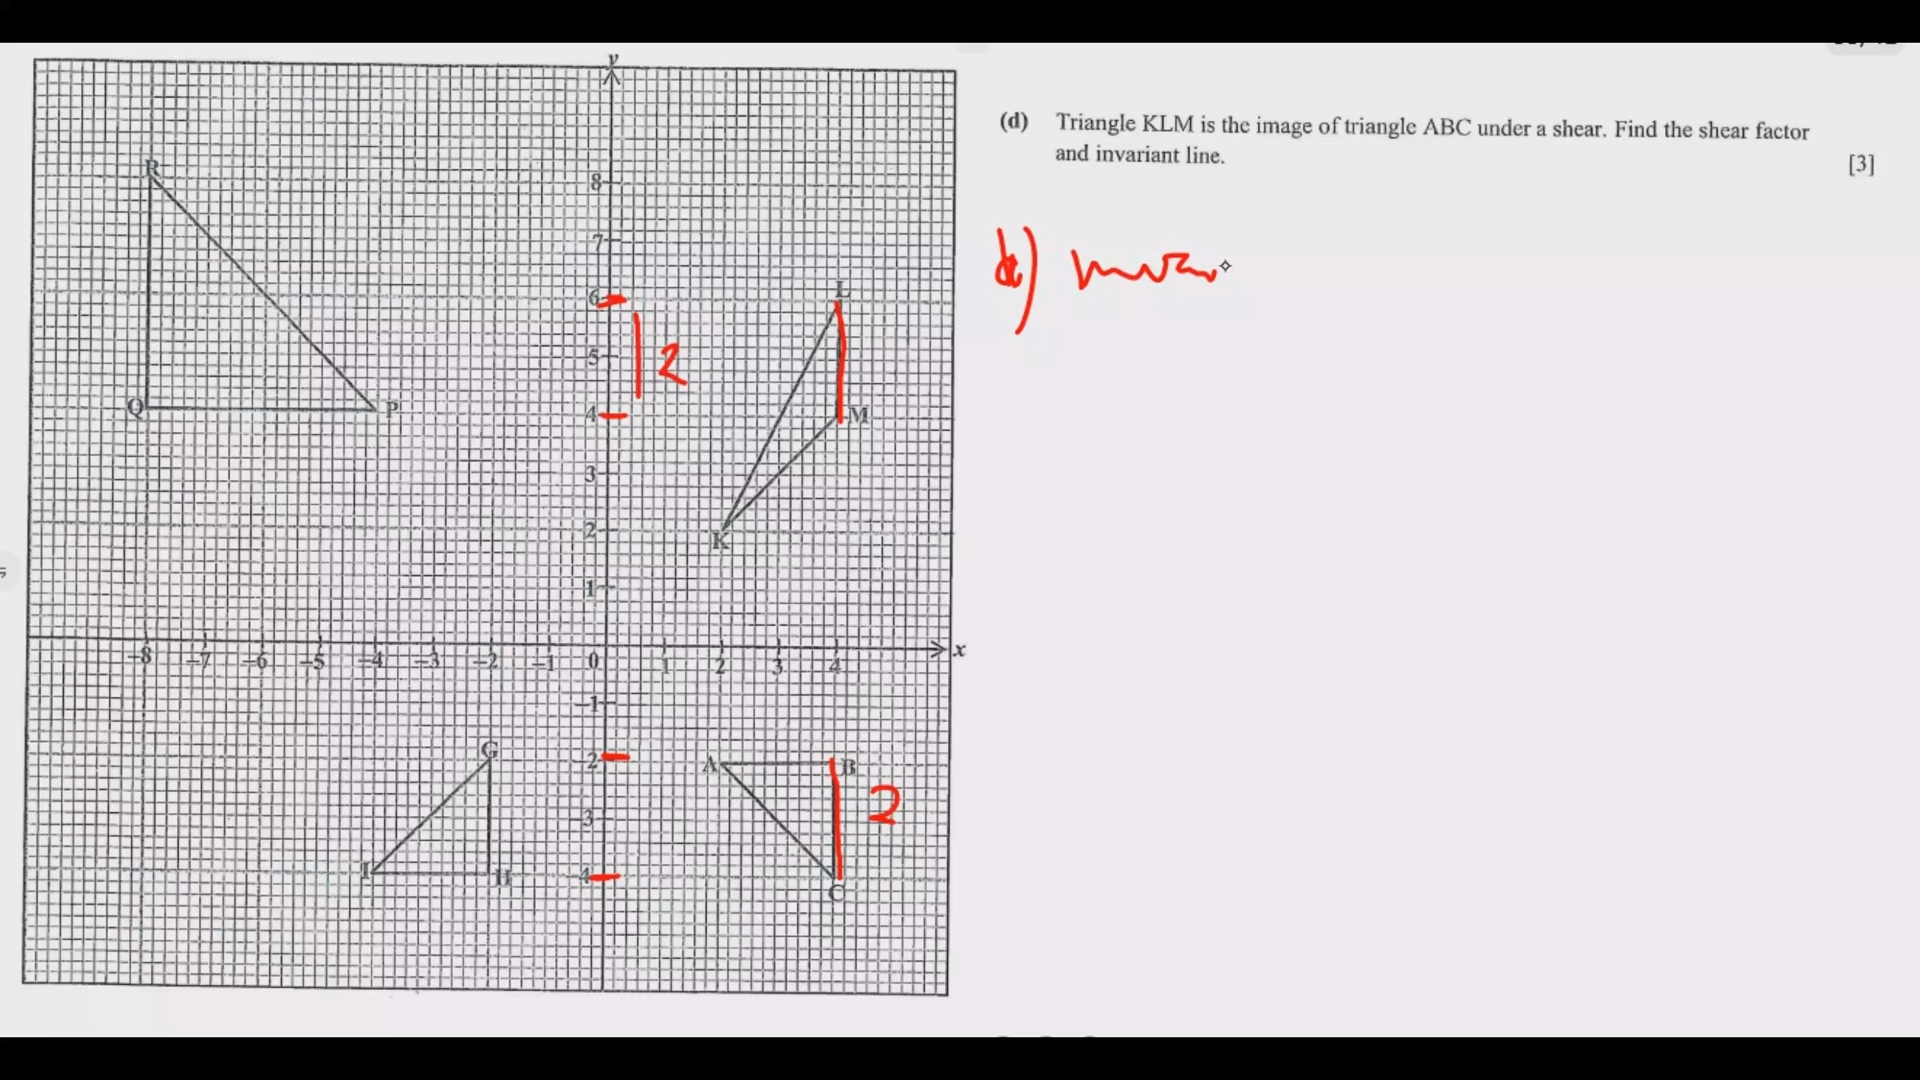 y
R
8
7
6
L
5
2
4
M
Q
P
3
2
K
1
-8 -7 -6 -5 -4 -3 -2 -1 0 1 2 3 4 x
-1
G
-2
A
B
-3
2
I
H
-4
C
(d) Triangle KLM is the image of triangle ABC under a shear. Find the shear factor
and invariant line.
[3]